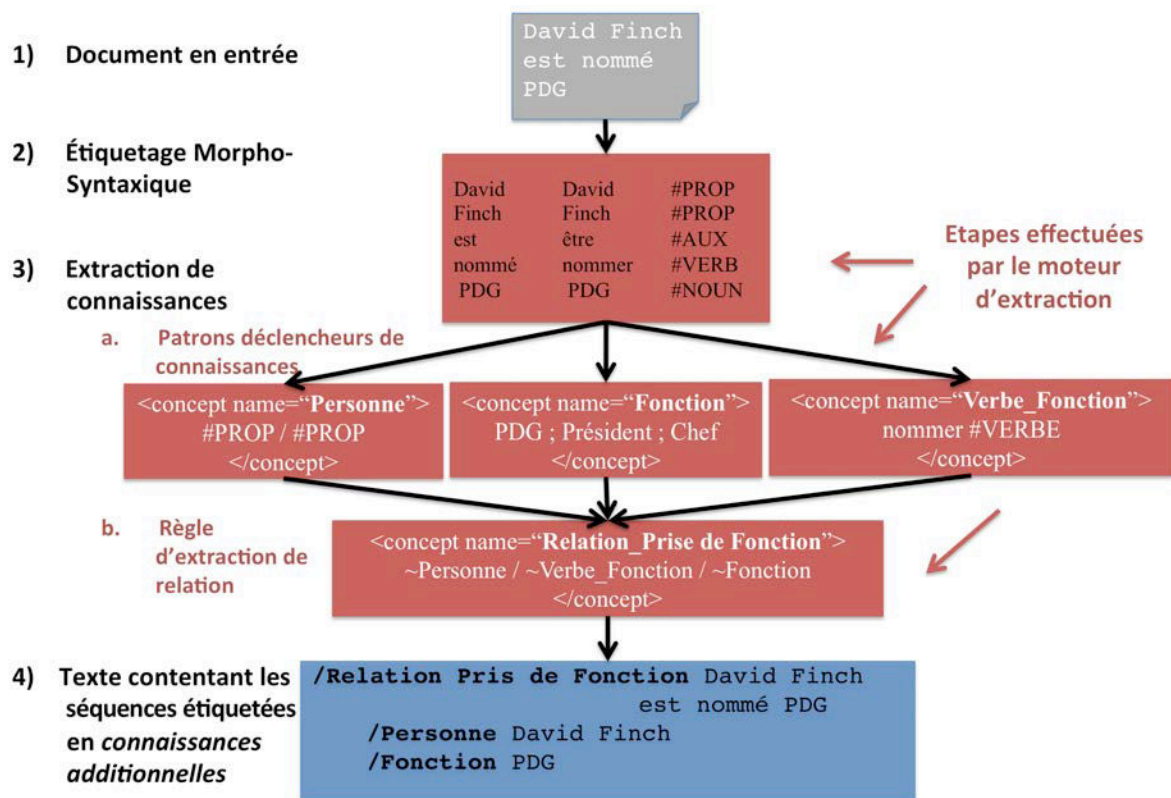 1) Document en entrée
David Finch
est nommé
PDG
2) Étiquetage Morpho-
Syntaxique
David David #PROP
Finch Finch #PROP
est être #AUX
nommé nommer #VERB
PDG PDG #NOUN
Etapes effectuées
par le moteur
d’extraction
3) Extraction de
connaissances
a. Patrons déclencheurs de
connaissances
<concept name=“Personne”>
#PROP / #PROP
</concept>
<concept name=“Fonction”>
PDG ; Président ; Chef
</concept>
<concept name=“Verbe_Fonction”>
nommer #VERBE
</concept>
b. Règle
d’extraction de
relation
<concept name=“Relation_Prise de Fonction”>
~Personne / ~Verbe_Fonction / ~Fonction
</concept>
4) Texte contentant les
séquences étiquetées
en connaissances
additionnelles
/Relation Pris de Fonction David Finch
est nommé PDG
/Personne David Finch
/Fonction PDG